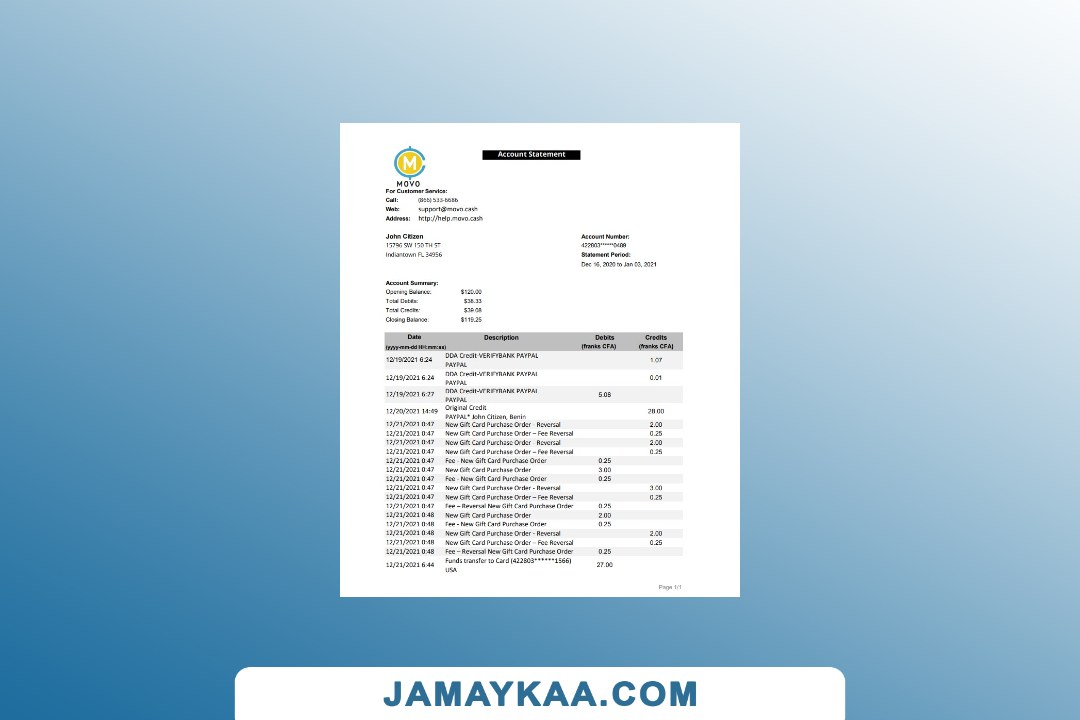 M
MOVO
Account Statement
For Customer Service:
Call: (866) 533-6686
Web: support@movo.cash
Address: http://help.movo.cash
John Citizen
15796 SW 150 TH ST
Indiantown FL 34956
Account Number:
422803******0489
Statement Period:
Dec 16, 2020 to Jan 03, 2021
Account Summary:
Opening Balance: $120.00
Total Debits: $38.33
Total Credits: $39.08
Closing Balance: $119.25
Date Description Debits Credits
(yyyy-mm-dd HH:mm:ss) (franks CFA) (franks CFA)
12/19/2021 6:24 DDA Credit-VERIFYBANK PAYPAL 1.07
PAYPAL
12/19/2021 6:24 DDA Credit-VERIFYBANK PAYPAL 0.01
PAYPAL
12/19/2021 6:27 DDA Credit-VERIFYBANK PAYPAL 5.08
PAYPAL
12/20/2021 14:49 Original Credit 28.00
PAYPAL* John Citizen, Benin
12/21/2021 0:47 New Gift Card Purchase Order - Reversal 2.00
12/21/2021 0:47 New Gift Card Purchase Order – Fee Reversal 0.25
12/21/2021 0:47 New Gift Card Purchase Order - Reversal 2.00
12/21/2021 0:47 New Gift Card Purchase Order – Fee Reversal 0.25
12/21/2021 0:47 Fee - New Gift Card Purchase Order 0.25
12/21/2021 0:47 New Gift Card Purchase Order 3.00
12/21/2021 0:47 Fee - New Gift Card Purchase Order 0.25
12/21/2021 0:47 New Gift Card Purchase Order - Reversal 3.00
12/21/2021 0:47 New Gift Card Purchase Order – Fee Reversal 0.25
12/21/2021 0:47 Fee – Reversal New Gift Card Purchase Order 0.25
12/21/2021 0:48 New Gift Card Purchase Order 2.00
12/21/2021 0:48 Fee - New Gift Card Purchase Order 0.25
12/21/2021 0:48 New Gift Card Purchase Order - Reversal 2.00
12/21/2021 0:48 New Gift Card Purchase Order – Fee Reversal 0.25
12/21/2021 0:48 Fee – Reversal New Gift Card Purchase Order 0.25
12/21/2021 6:44 Funds transfer to Card (422803******1566) 27.00
USA
Page 1/1
JAMAYKAA.COM